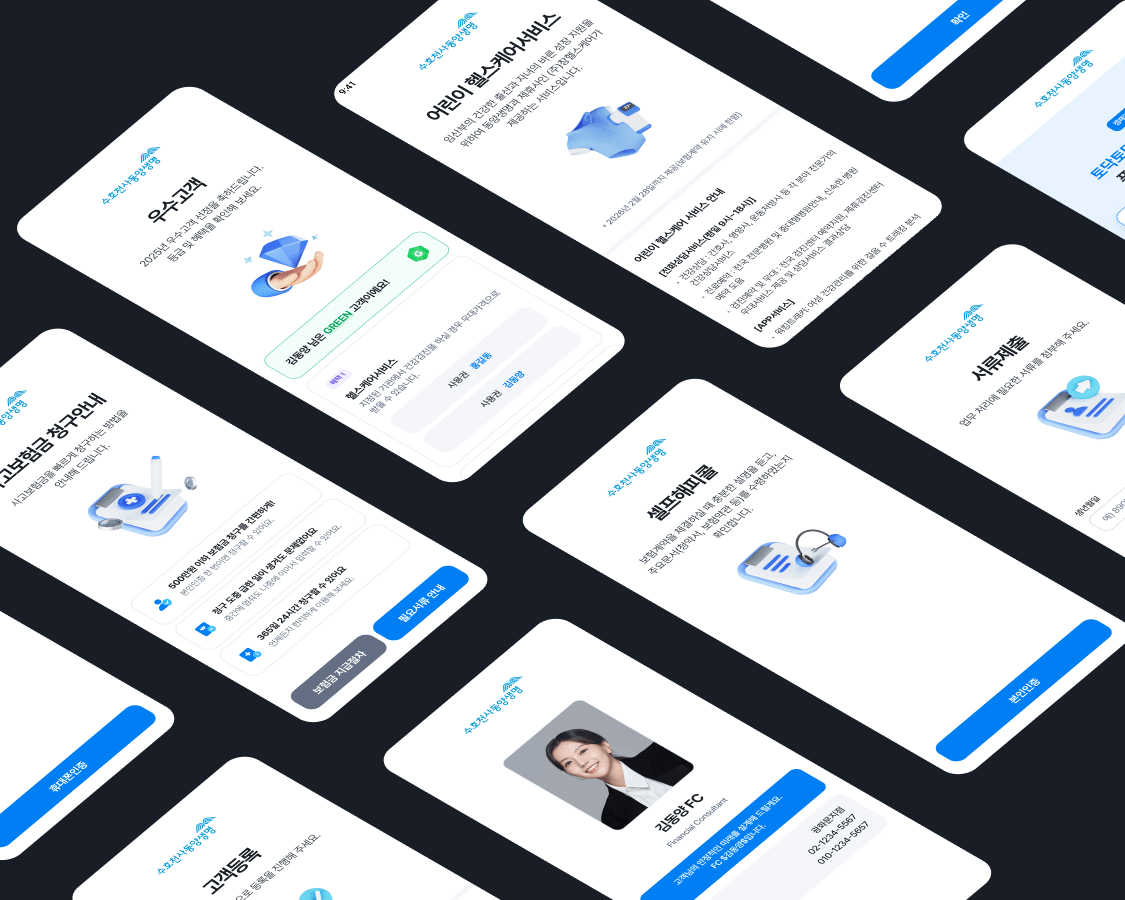 수호천사동양생명
우수고객
2025년 우수고객 선정을 축하드립니다.
등급 및 혜택을 확인해 보세요.
김동양 님은 GREEN 고객이에요!
G
혜택 1
헬스케어서비스
지정된 기관에서 건강검진을 하실 경우 우대가격으로
받을 수 있습니다.
사용권 홍길동
사용권 김동양
9:41
수호천사동양생명
어린이 헬스케어서비스
임산부의 건강한 출산과 자녀의 바른 성장 지원을
위하여 동양생명과 제휴사인 (주)창헬스케어가
제공하는 서비스입니다.
* 2026년 2월 28일까지 제공(보험계약 유지 시에 한함)
어린이 헬스케어 서비스 안내
[전화상담서비스(평일 9시~18시)]
· 건강상담 : 간호사, 영양사, 운동처방사 등 각 분야 전문가의
건강상담서비스
· 진료예약 : 전국 전문병원 및 중대형병원안내, 신속한 병원
예약 도움
· 검진예약 및 우대 : 전국 검진센터 예약지원, 제휴검진센터
우대서비스 제공 및 상담서비스 결과상담
[APP서비스]
· 워킹트래커: 여성 건강관리를 위한 걸음 수 트래킹 분석
확인
수호천사동양생명
토닥토닥
수호천사동양생명
사고보험금 청구안내
사고보험금을 빠르게 청구하는 방법을
안내해 드립니다.
500만원 이하 보험금 청구를 간편하게!
본인인증 한 번이면 청구할 수 있어요.
청구 도중 급한 일이 생겨도 문제없어요
중간에 멈춰도 나중에 이어서 입력할 수 있어요.
365일 24시간 청구할 수 있어요
언제든지 편리하게 이용해 보세요.
보험금 지급절차
필요서류 안내
수호천사동양생명
셀프해피콜
보험계약을 체결하실 때 충분한 설명을 듣고,
주요문서(청약서, 보험약관 등)를 수령하였는지
확인합니다.
본인인증
수호천사동양생명
서류제출
업무 처리에 필요한 서류를 첨부해 주세요.
생년월일
예) 890
휴대폰인증
수호천사동양생명
고객등록
으로 등록을 진행해 주세요.
수호천사동양생명
김동양 FC
Financial Consultant
고객님의 안정적인 미래를 설계해 드릴게요.
FC $김동양$입니다.
광화문지점
02-1234-5567
010-1234-5657